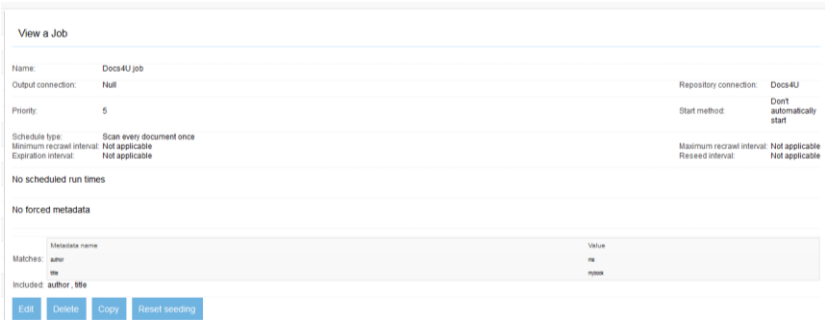 View a Job
Name: Docs4U job
Output connection: Null Repository connection: Docs4U
Priority: 5 Start method: Don't automatically start
Schedule type: Scan every document once
Minimum recrawl interval: Not applicable Maximum recrawl interval: Not applicable
Expiration interval: Not applicable Reseed interval: Not applicable
No scheduled run times
No forced metadata
Metadata name Value
Matches: author me
title mybook
Included: author , title
Edit Delete Copy Reset seeding